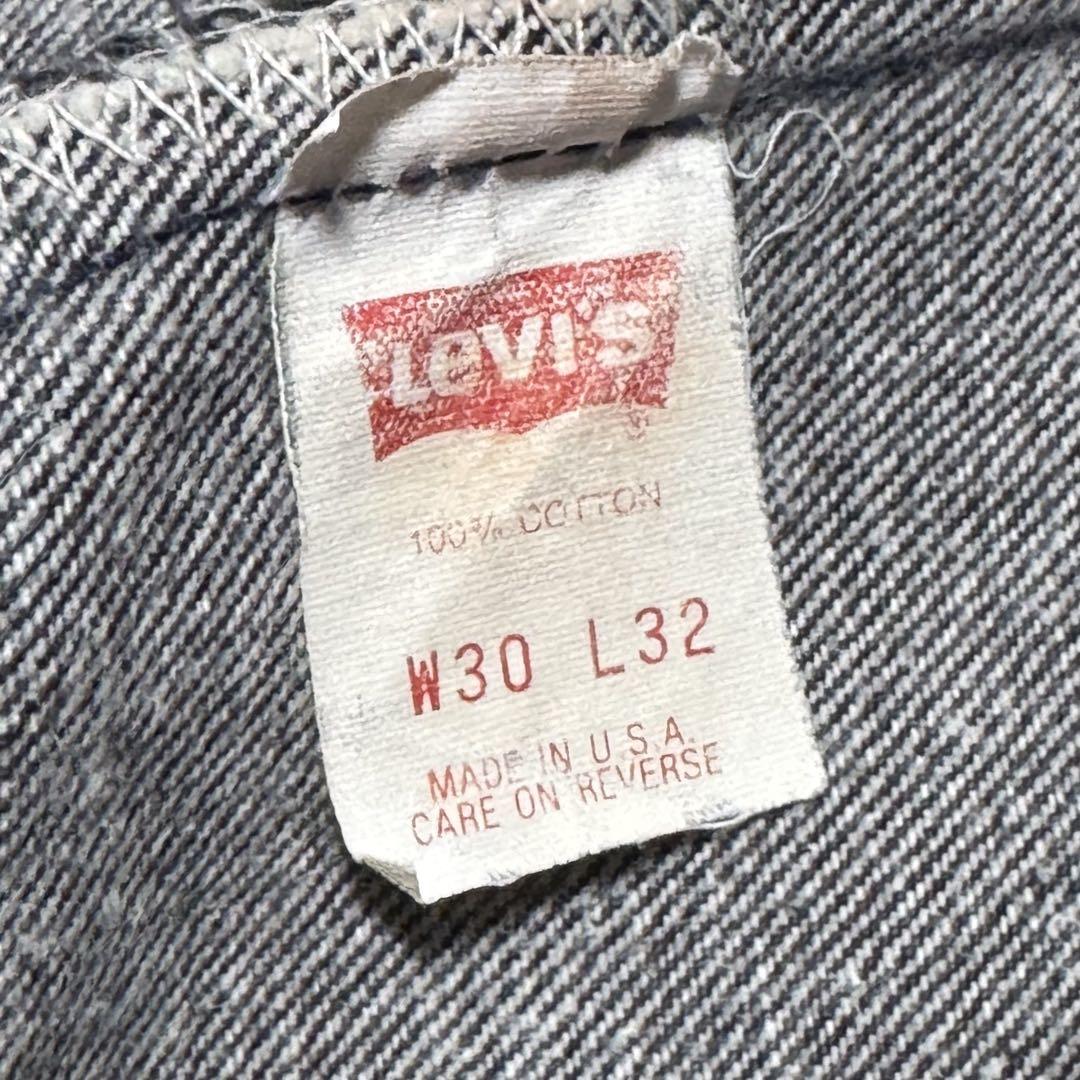 LeVI'S
100% COTTON
W30 L32
MADE IN U.S.A.
CARE ON REVERSE